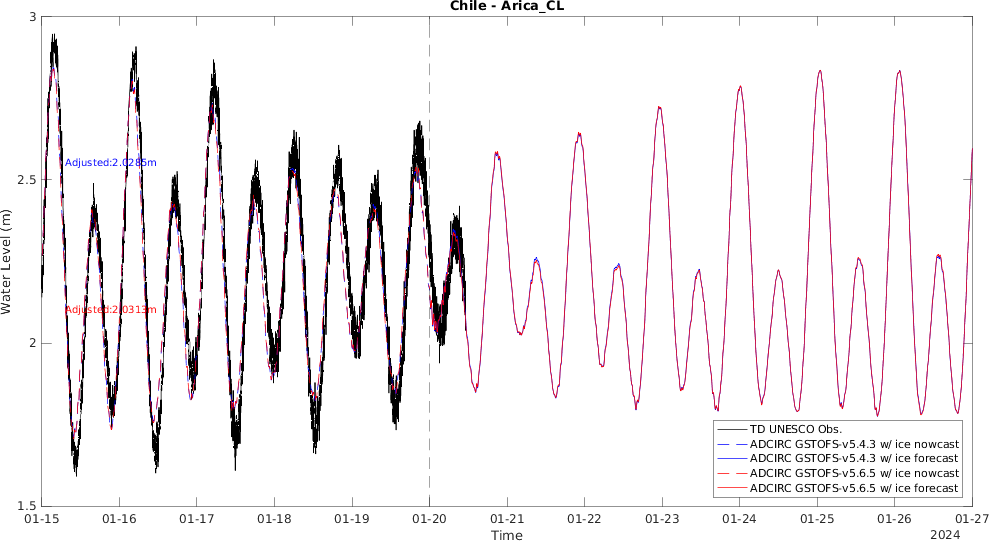 Chile - Arica_CL
3
2.5
2
1.5
Water Level (m)
Adjusted:2.0285m
Adjusted:2.0313m
TD UNESCO Obs.
ADCIRC GSTOFS-v5.4.3 w/ ice nowcast
ADCIRC GSTOFS-v5.4.3 w/ ice forecast
ADCIRC GSTOFS-v5.6.5 w/ ice nowcast
ADCIRC GSTOFS-v5.6.5 w/ ice forecast
01-15 01-16 01-17 01-18 01-19 01-20 01-21 01-22 01-23 01-24 01-25 01-26 01-27
Time
2024